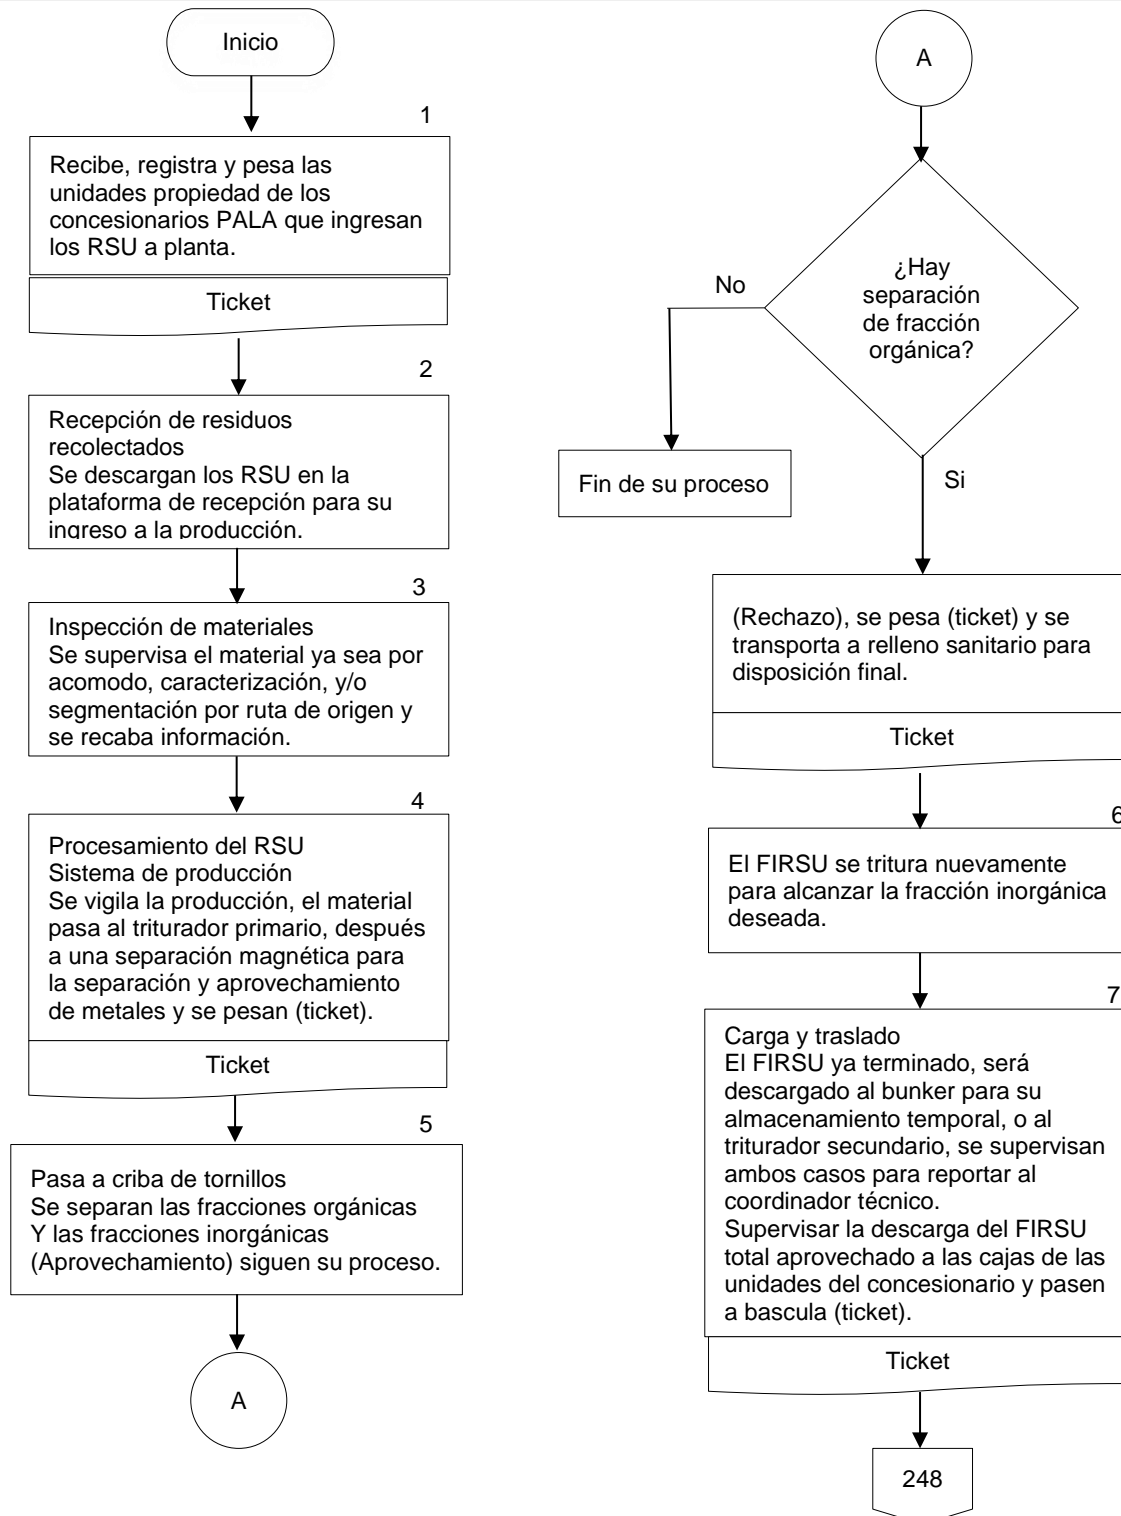 Inicio
1
Recibe, registra y pesa las
unidades propiedad de los
concesionarios PALA que ingresan
los RSU a planta.
Ticket
2
Recepción de residuos
recolectados
Se descargan los RSU en la
plataforma de recepción para su
ingreso a la producción.
3
Inspección de materiales
Se supervisa el material ya sea por
acomodo, caracterización, y/o
segmentación por ruta de origen y
se recaba información.
4
Procesamiento del RSU
Sistema de producción
Se vigila la producción, el material
pasa al triturador primario, después
a una separación magnética para
la separación y aprovechamiento
de metales y se pesan (ticket).
Ticket
5
Pasa a criba de tornillos
Se separan las fracciones orgánicas
Y las fracciones inorgánicas
(Aprovechamiento) siguen su proceso.
A
A
¿Hay
separación
de fracción
orgánica?
No
Fin de su proceso
Si
(Rechazo), se pesa (ticket) y se
transporta a relleno sanitario para
disposición final.
Ticket
6
El FIRSU se tritura nuevamente
para alcanzar la fracción inorgánica
deseada.
7
Carga y traslado
El FIRSU ya terminado, será
descargado al bunker para su
almacenamiento temporal, o al
triturador secundario, se supervisan
ambos casos para reportar al
coordinador técnico.
Supervisar la descarga del FIRSU
total aprovechado a las cajas de las
unidades del concesionario y pasen
a bascula (ticket).
Ticket
248